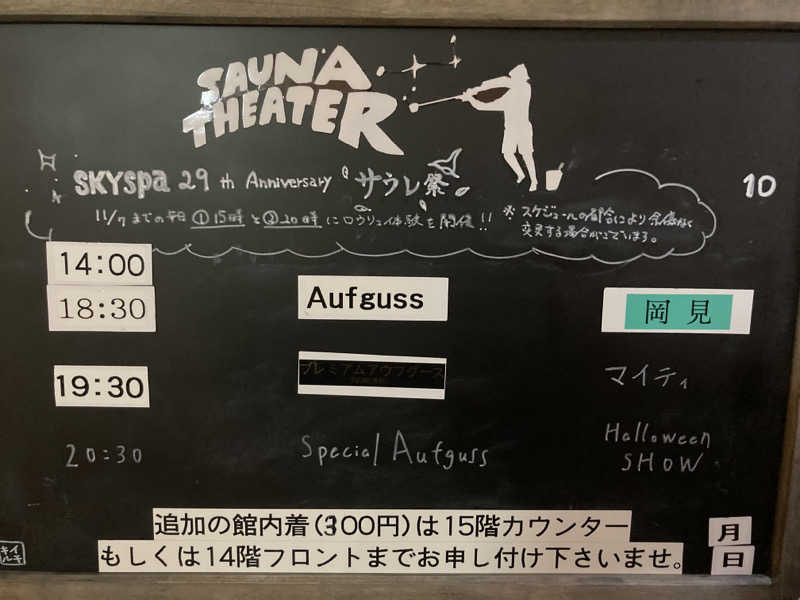 SAUNA
THEATER
SKYSpa 29th Anniversary "サウレ祭"
10
11/7までの平日①15時と②20時にロウリュ体験を開催!!
※スケジュールの都合により余儀なく
変更する場合がございます。
14:00
18:30 Aufguss 岡見
19:30 プレミアムアウフグース マイティ
20:30 Special Aufguss Halloween
SHOW
追加の館内着(300円)は15階カウンター
もしくは14階フロントまでお申し付け下さいませ。
月
日